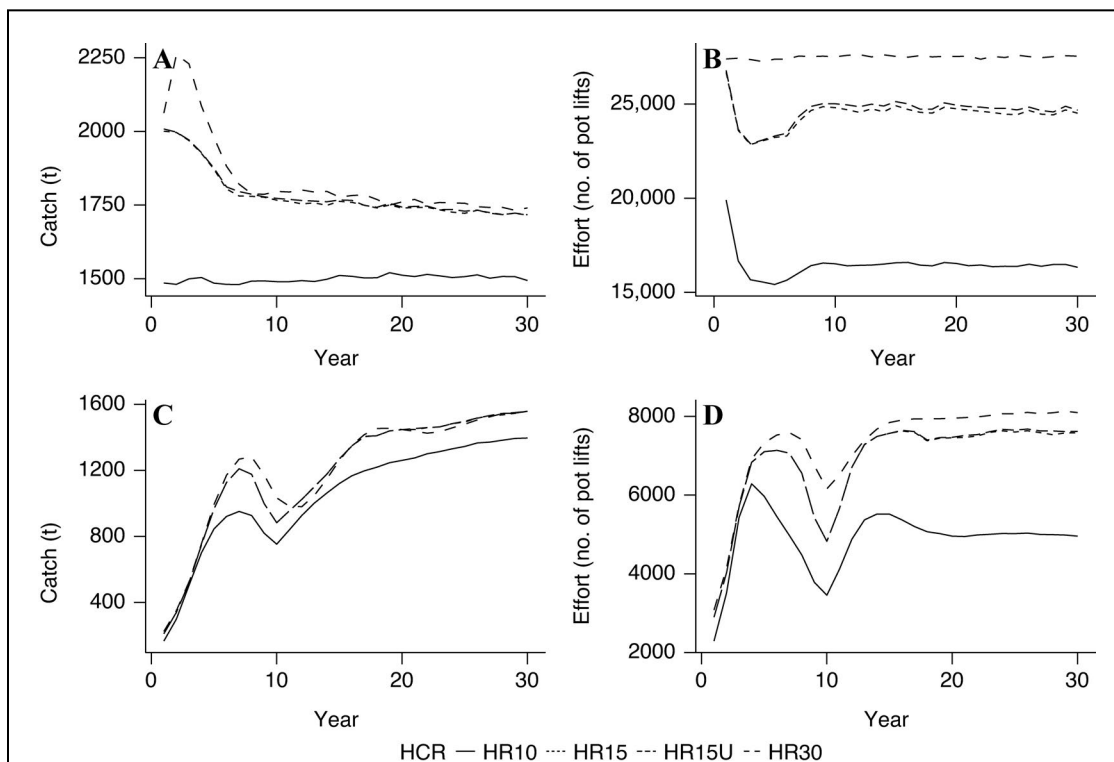 A
Catch (t)
2250
2000
1750
1500
0 10 20 30
Year
B
Effort (no. of pot lifts)
25,000
20,000
15,000
0 10 20 30
Year
C
Catch (t)
1600
1200
800
400
0 10 20 30
Year
D
Effort (no. of pot lifts)
8000
6000
4000
2000
0 10 20 30
Year
HCR HR10 HR15 HR15U HR30